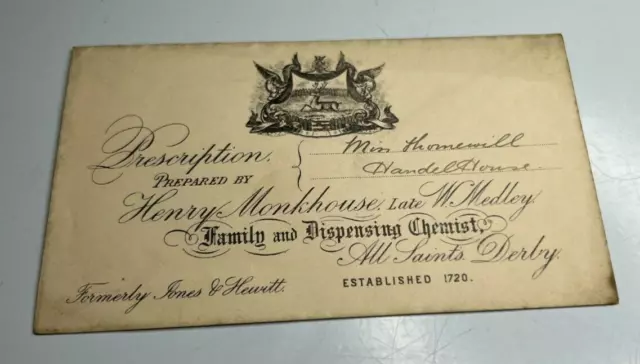 Miss Thornewill
Handel House
Prescription.
PREPARED BY
Henry Monkhouse, Late W. Medley.
Family and Dispensing Chemist,
All Saints, Derby.
Formerly Jones & Hewitt.
ESTABLISHED 1720.